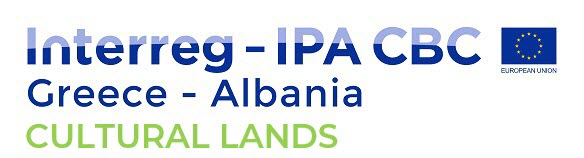 Interreg - IPA CBC
EUROPEAN UNION
Greece - Albania
CULTURAL LANDS